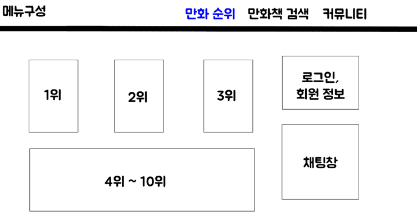 메뉴구성
만화 순위 만화책 검색 커뮤니티
1위
2위
3위
로그인,
회원 정보
4위 ~ 10위
채팅창